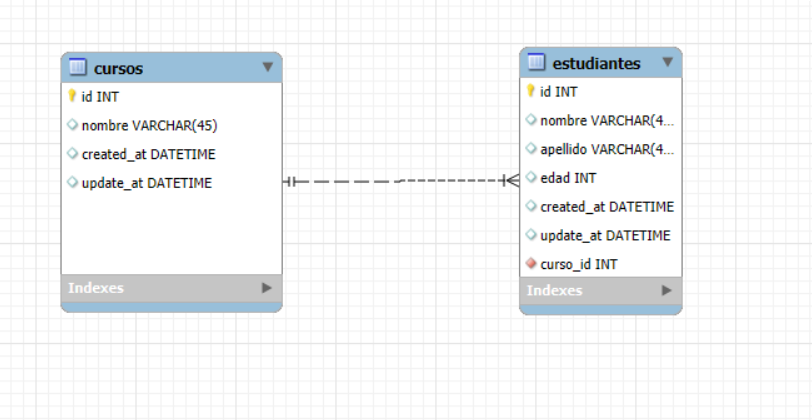 cursos
id INT
nombre VARCHAR(45)
created_at DATETIME
update_at DATETIME
Indexes
estudiantes
id INT
nombre VARCHAR(4...
apellido VARCHAR(4...
edad INT
created_at DATETIME
update_at DATETIME
curso_id INT
Indexes